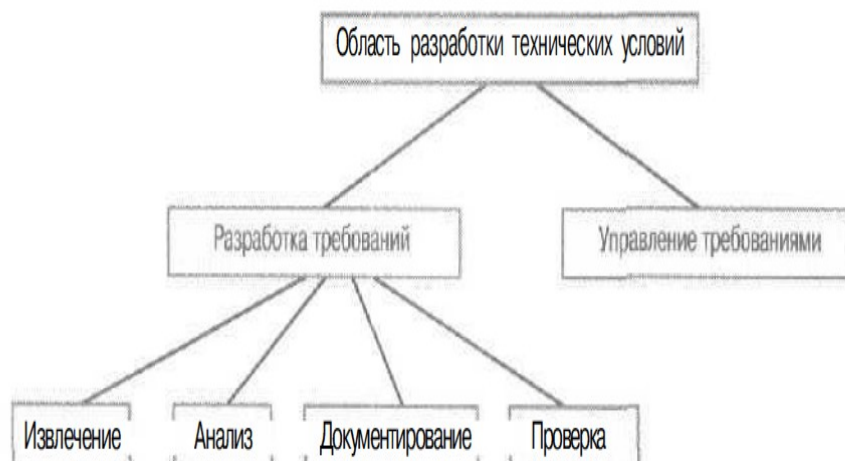 Область разработки технических условий
Разработка требований
Управление требованиями
Извлечение
Анализ
Документирование
Проверка